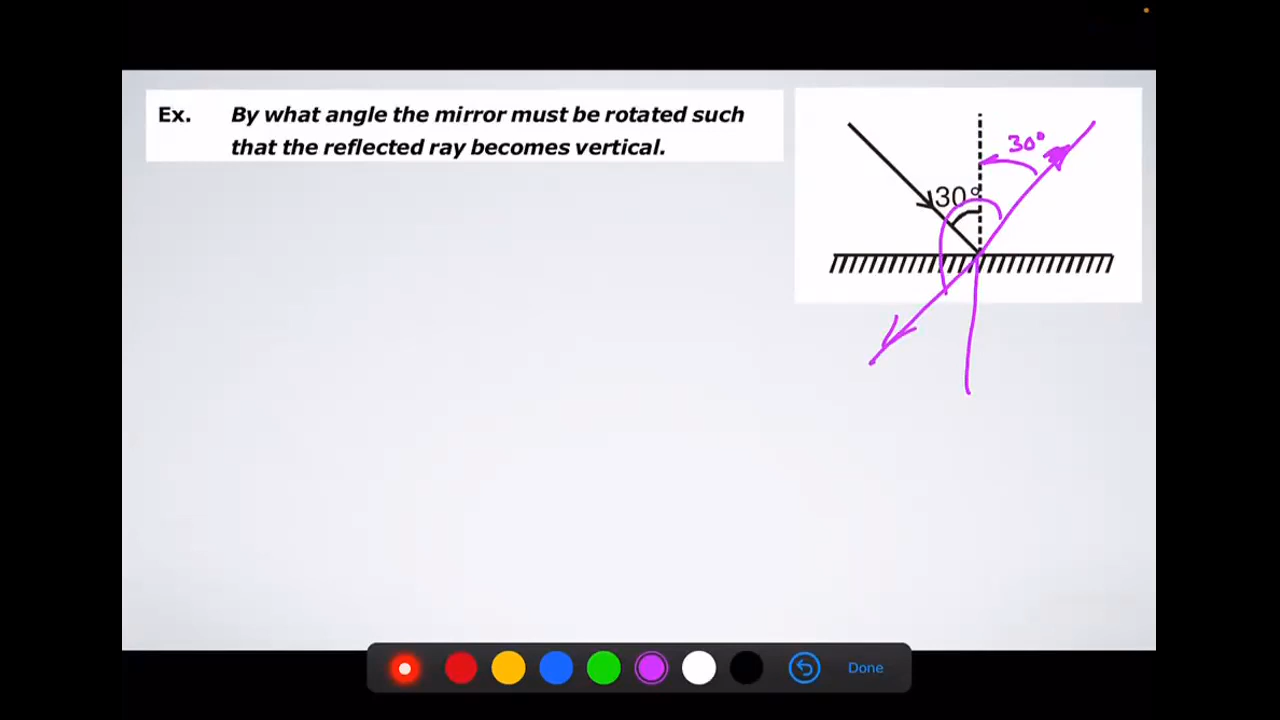 Ex. By what angle the mirror must be rotated such
that the reflected ray becomes vertical.
30°
30°
Done